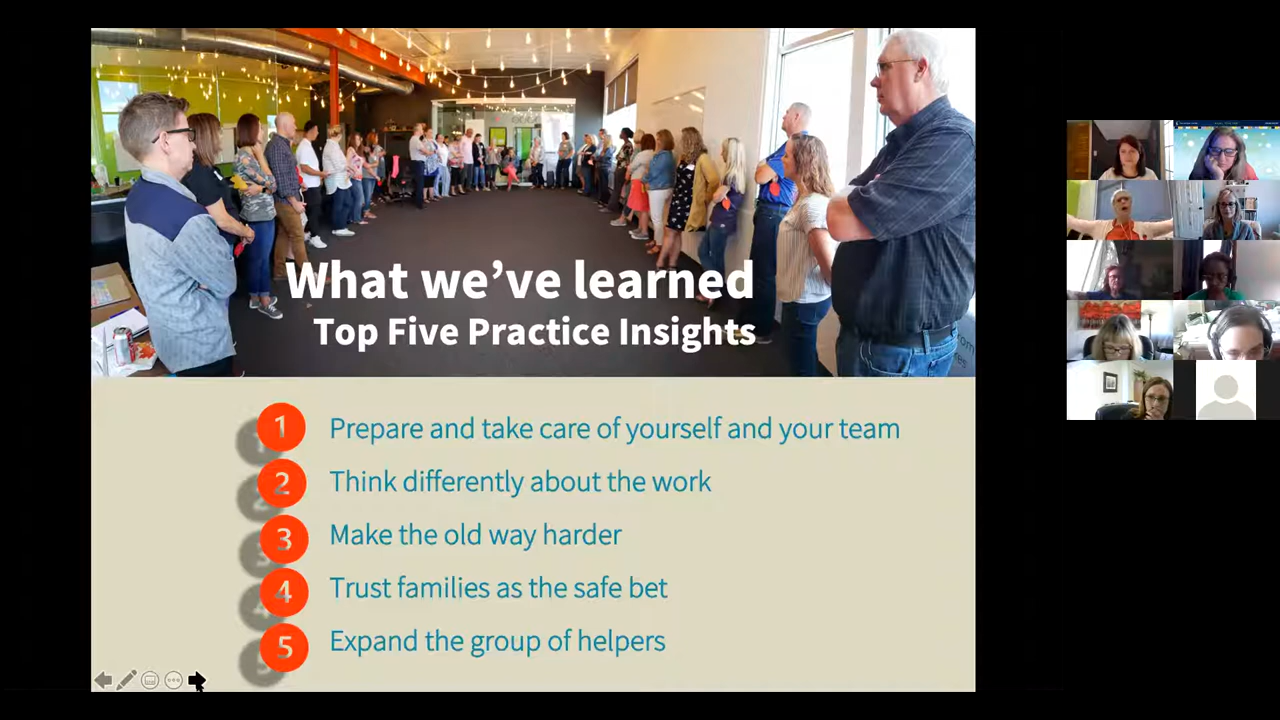 What we've learned
Top Five Practice Insights
1 Prepare and take care of yourself and your team
2 Think differently about the work
3 Make the old way harder
4 Trust families as the safe bet
5 Expand the group of helpers